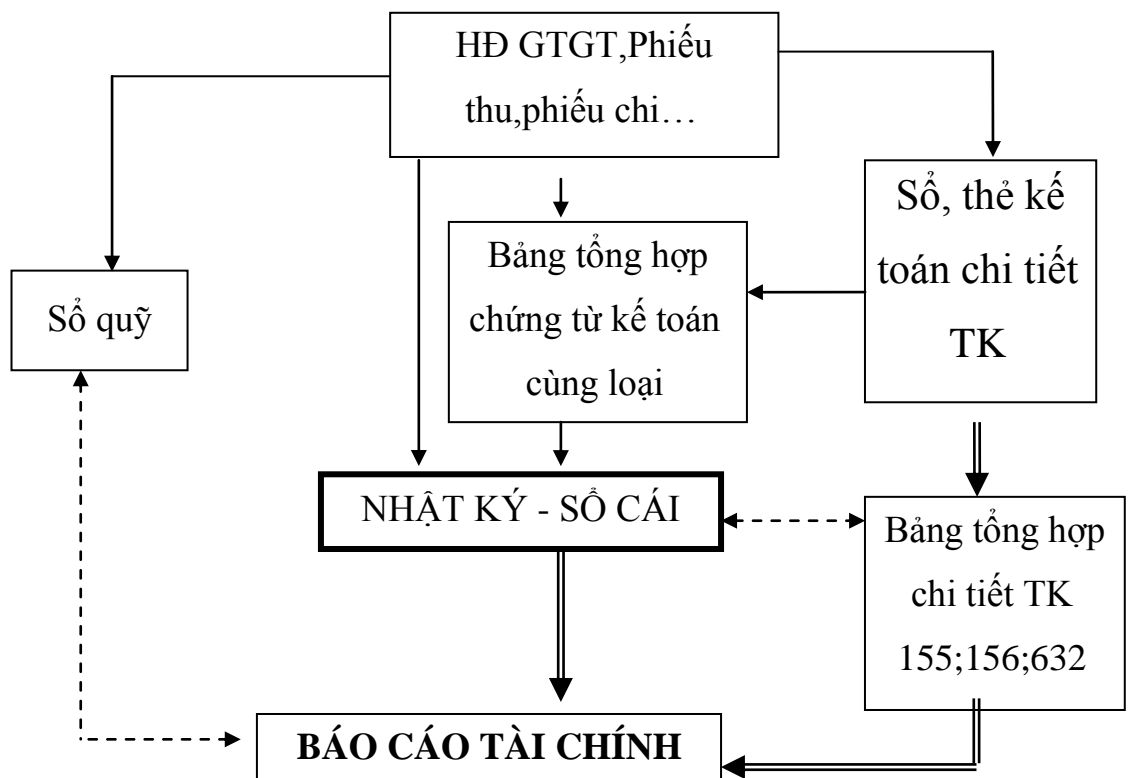 HĐ GTGT,Phiếu
thu,phiếu chi…
Sổ, thẻ kế
toán chi tiết
TK
Bảng tổng hợp
chứng từ kế toán
cùng loại
Sổ quỹ
NHẬT KÝ - SỔ CÁI
Bảng tổng hợp
chi tiết TK
155;156;632
BÁO CÁO TÀI CHÍNH